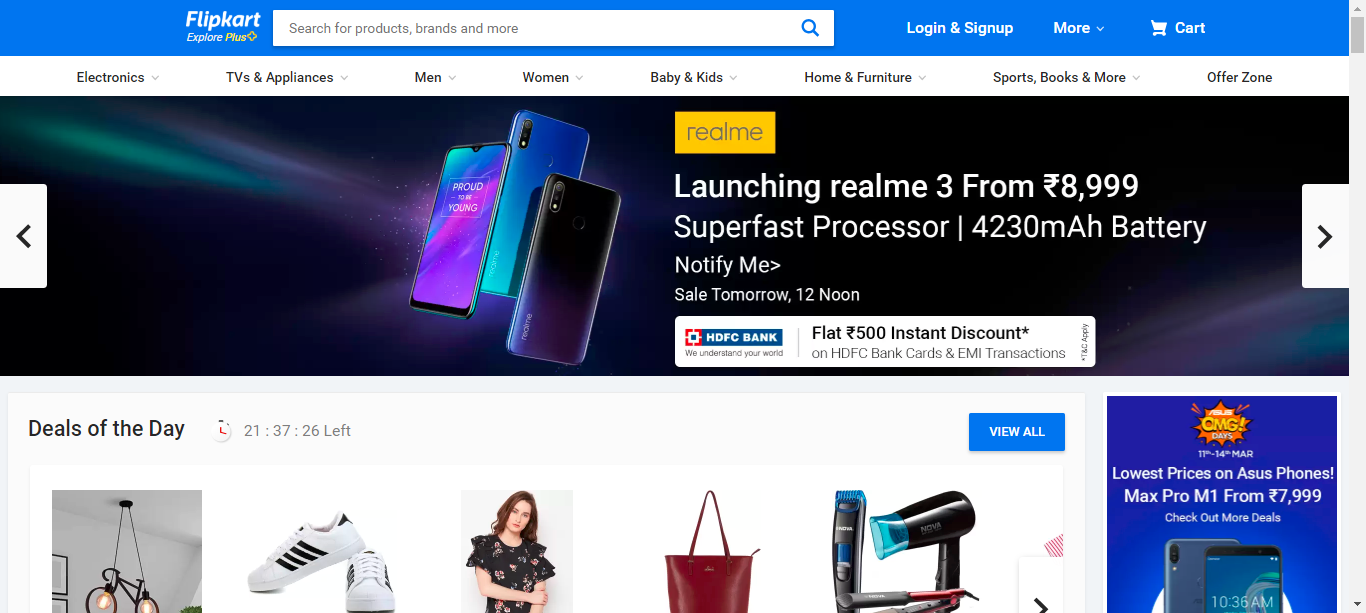 Flipkart
Explore Plus
Search for products, brands and more
Login & Signup
More
Cart
Electronics
TVs & Appliances
Men
Women
Baby & Kids
Home & Furniture
Sports, Books & More
Offer Zone
PROUD
TO BE
YOUNG
realme
realme
realme
Launching realme 3 From ₹8,999
Superfast Processor | 4230mAh Battery
Notify Me>
Sale Tomorrow, 12 Noon
HDFC BANK
We understand your world
Flat ₹500 Instant Discount*
on HDFC Bank Cards & EMI Transactions
*T&C Apply
Deals of the Day
21 : 37 : 26 Left
VIEW ALL
NOVA
NOVA
ASUS
OMG!
DAYS
11th-14th MAR
Lowest Prices on Asus Phones!
Max Pro M1 From ₹7,999
Check Out More Deals
10:36 AM